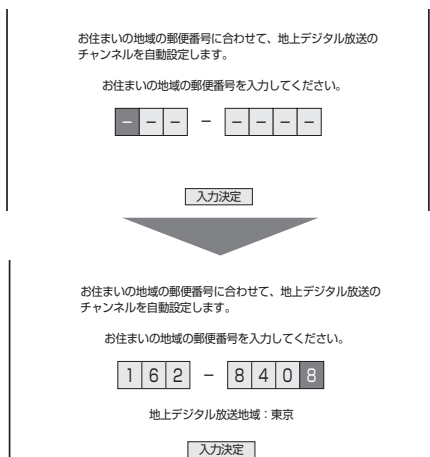 お住まいの地域の郵便番号に合わせて、地上デジタル放送の
チャンネルを自動設定します。
お住まいの地域の郵便番号を入力してください。
– – – – – – – –
入力決定
お住まいの地域の郵便番号に合わせて、地上デジタル放送の
チャンネルを自動設定します。
お住まいの地域の郵便番号を入力してください。
1 6 2 – 8 4 0 8
地上デジタル放送地域：東京
入力決定